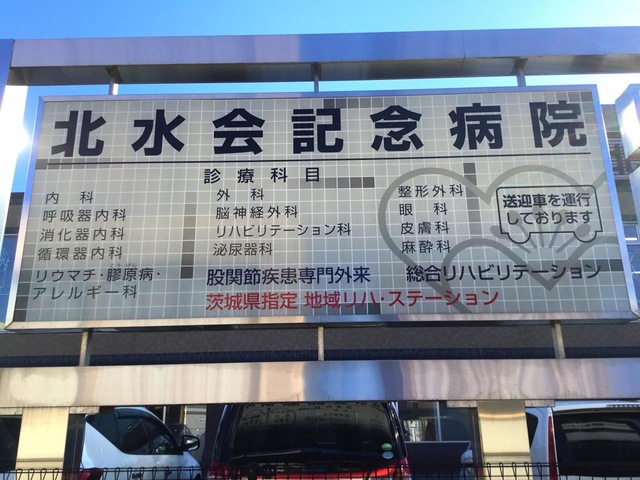 北水会記念病院
診療科目
内科
呼吸器内科
消化器内科
循環器内科
リウマチ・膠原病・
アレルギー科
外科
脳神経外科
リハビリテーション科
泌尿器科
整形外科
眼科
皮膚科
麻酔科
送迎車を運行
しております
股関節疾患専門外来 総合リハビリテーション
茨城県指定 地域リハ・ステーション